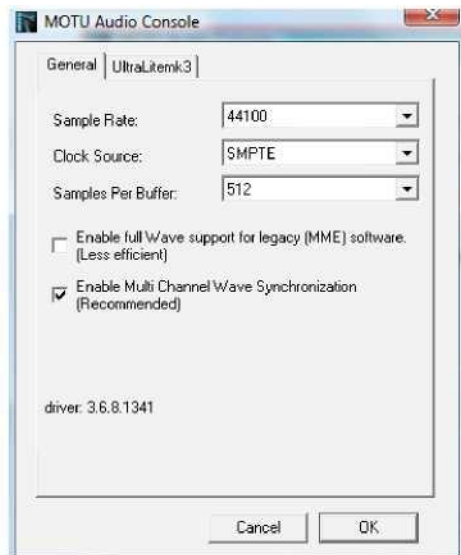 MOTU Audio Console
General
UltraLitemk3
Sample Rate:
44100
Clock Source:
SMPTE
Samples Per Buffer:
512
Enable full Wave support for legacy (MME) software.
(Less efficient)
Enable Multi Channel Wave Synchronization
(Recommended)
driver: 3.6.8.1341
Cancel
OK